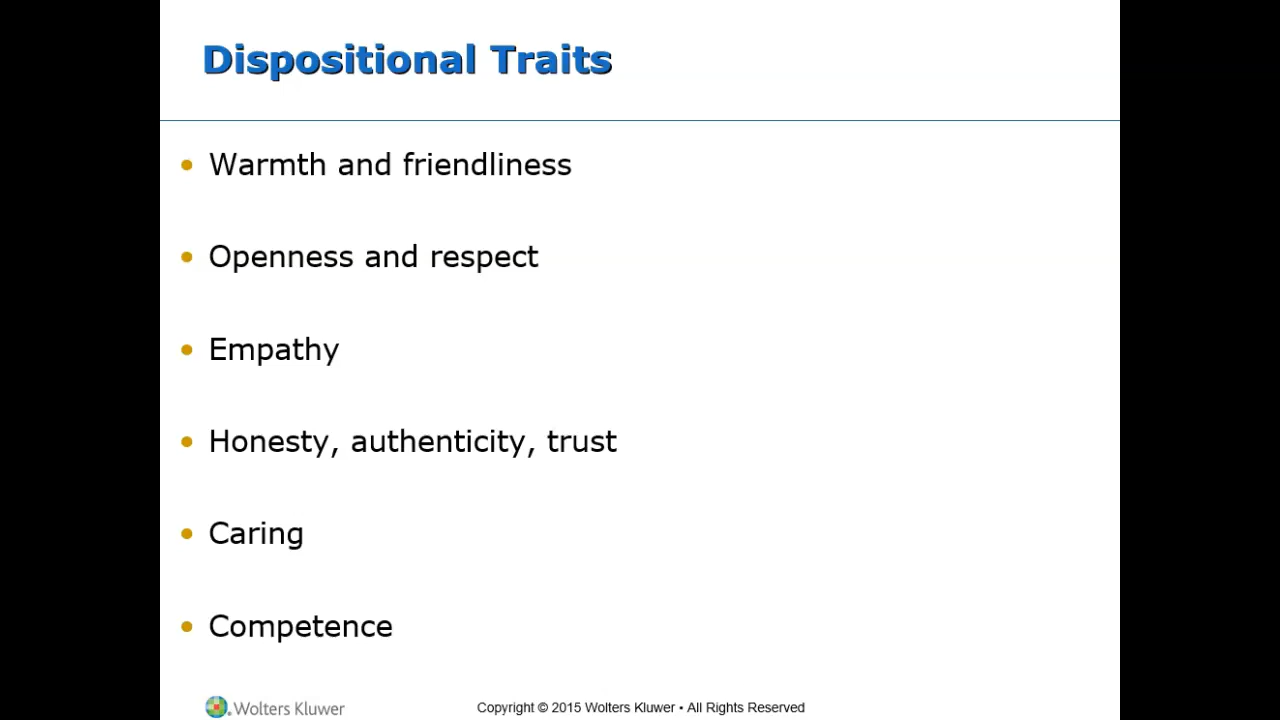 Dispositional Traits
• Warmth and friendliness
• Openness and respect
• Empathy
• Honesty, authenticity, trust
• Caring
• Competence
Wolters Kluwer
Copyright © 2015 Wolters Kluwer • All Rights Reserved